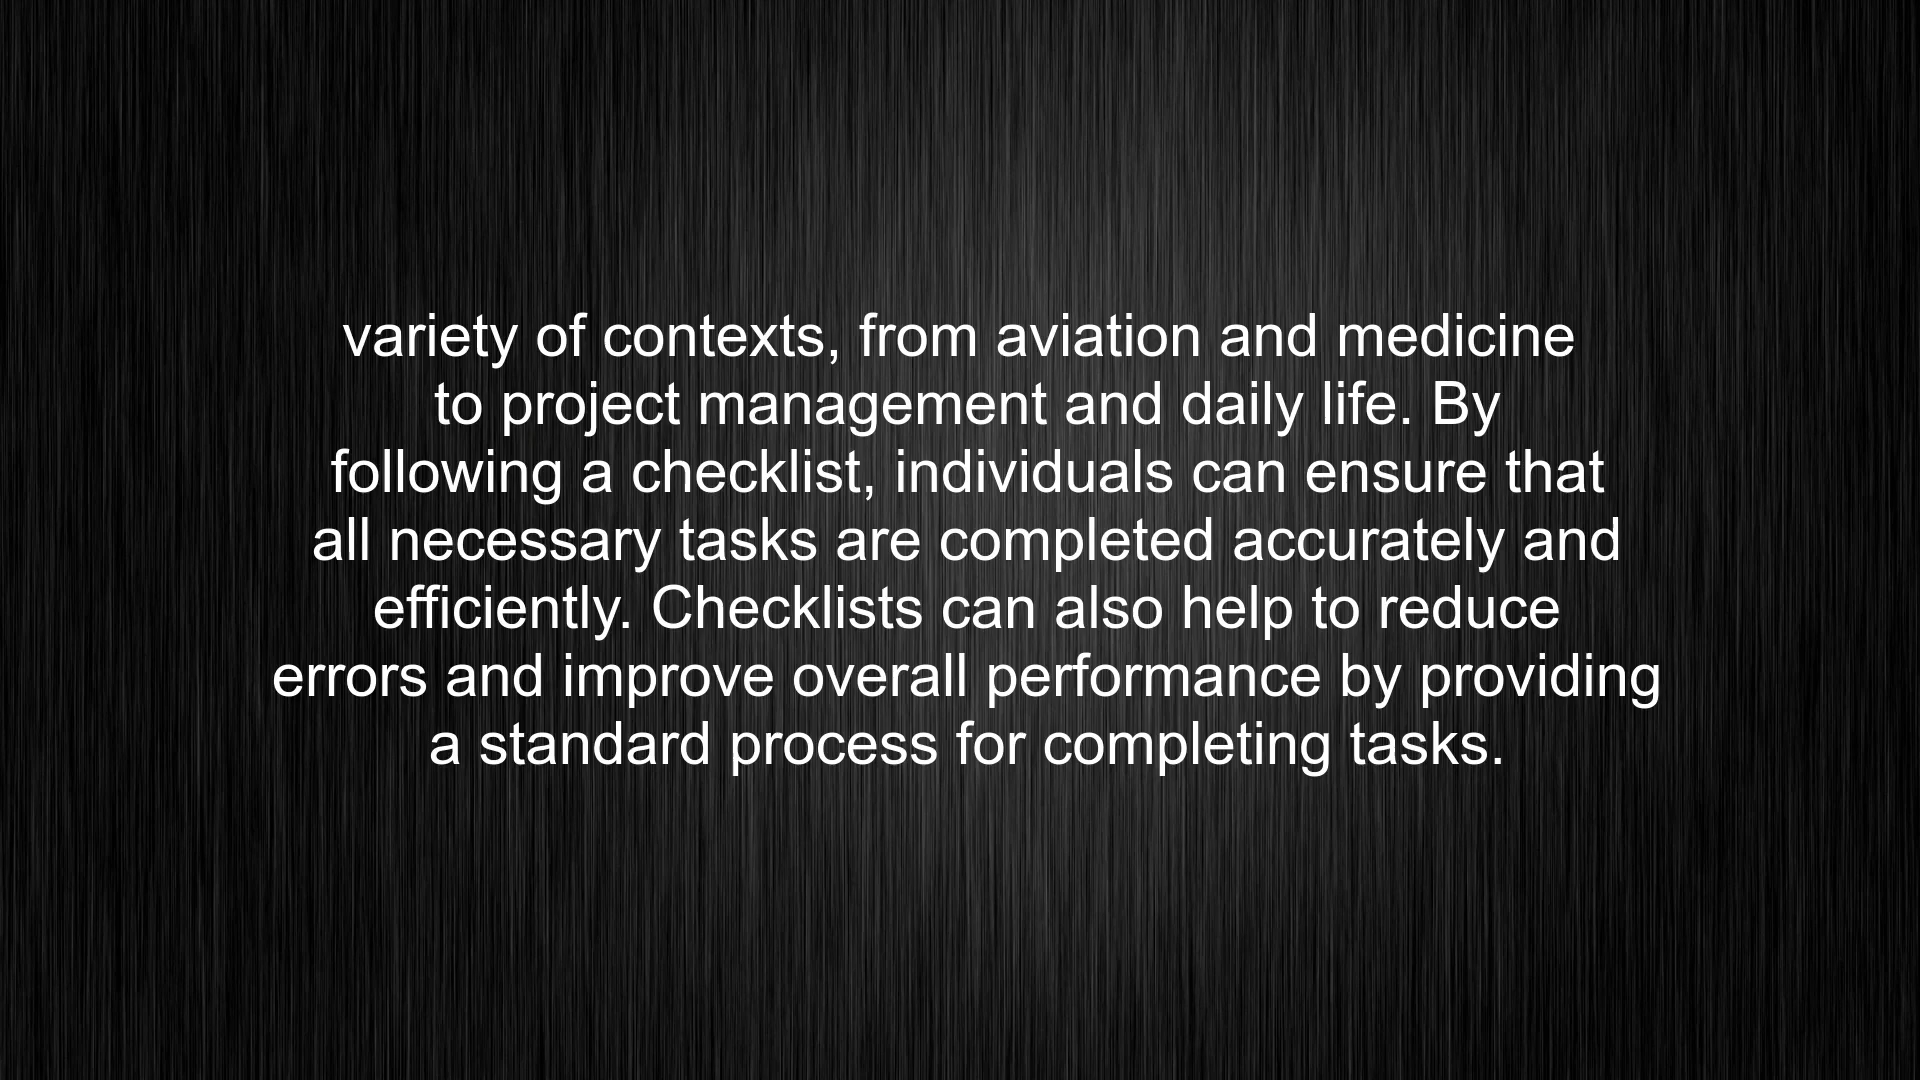 variety of contexts, from aviation and medicine
to project management and daily life. By
following a checklist, individuals can ensure that
all necessary tasks are completed accurately and
efficiently. Checklists can also help to reduce
errors and improve overall performance by providing
a standard process for completing tasks.